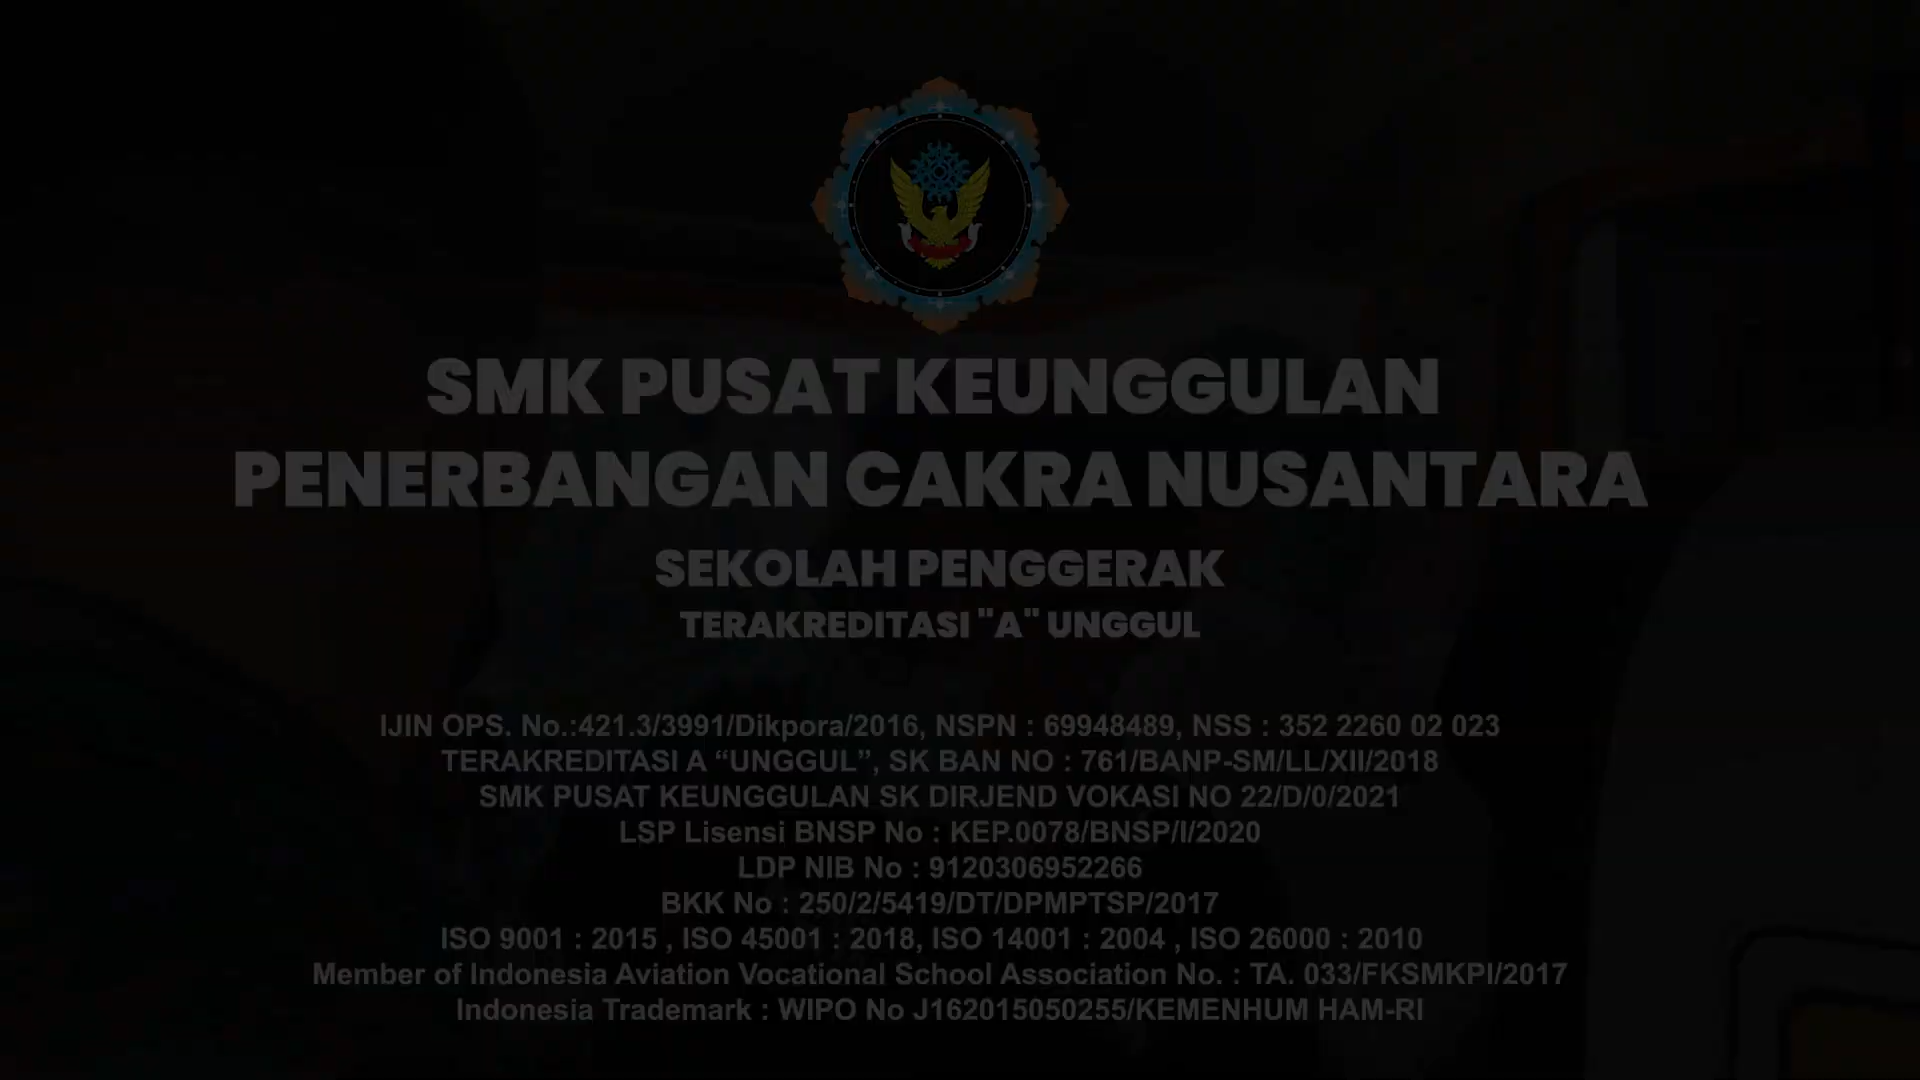 SMK PUSAT KEUNGGULAN
PENERBANGAN CAKRA NUSANTARA
SEKOLAH PENGGERAK
TERAKREDITASI "A" UNGGUL
IJIN OPS. No.:421.3/3991/Dikpora/2016, NSPN : 69948489, NSS : 352 2260 02 023
TERAKREDITASI A “UNGGUL”, SK BAN NO : 761/BANP-SM/LL/XII/2018
SMK PUSAT KEUNGGULAN SK DIRJEND VOKASI NO 22/D/0/2021
LSP Lisensi BNSP No : KEP.0078/BNSP/I/2020
LDP NIB No : 9120306952266
BKK No : 250/2/5419/DT/DPMPTSP/2017
ISO 9001 : 2015 , ISO 45001 : 2018, ISO 14001 : 2004 , ISO 26000 : 2010
Member of Indonesia Aviation Vocational School Association No. : TA. 033/FKSMKPI/2017
Indonesia Trademark : WIPO No J162015050255/KEMENHUM HAM-RI